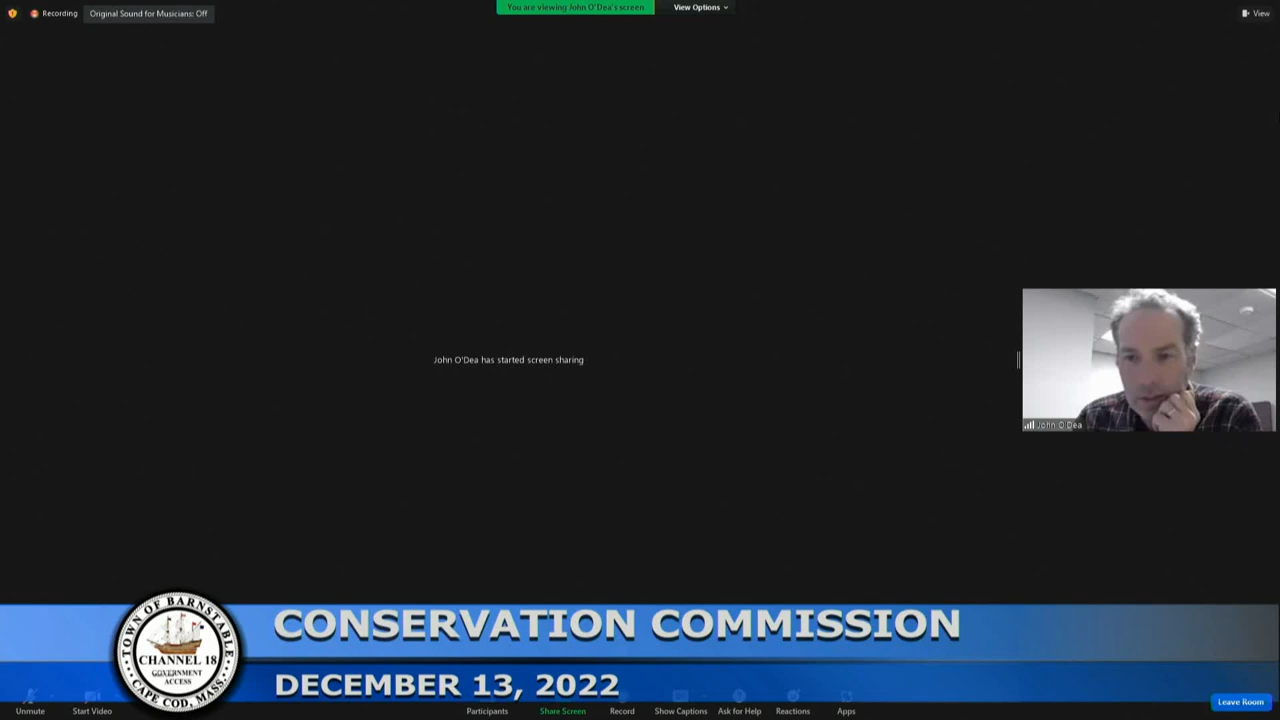 Recording
Original Sound for Musicians: Off
You are viewing John O'Dea's screen
View Options
View
John O'Dea has started screen sharing
John O'Dea
CONSERVATION COMMISSION
DECEMBER 13, 2022
TOWN OF BARNSTABLE
CHANNEL 18
GOVERNMENT
ACCESS
CAPE COD, MASS.
Unmute
Start Video
Participants
Share Screen
Record
Show Captions
Ask for Help
Reactions
Apps
Leave Room